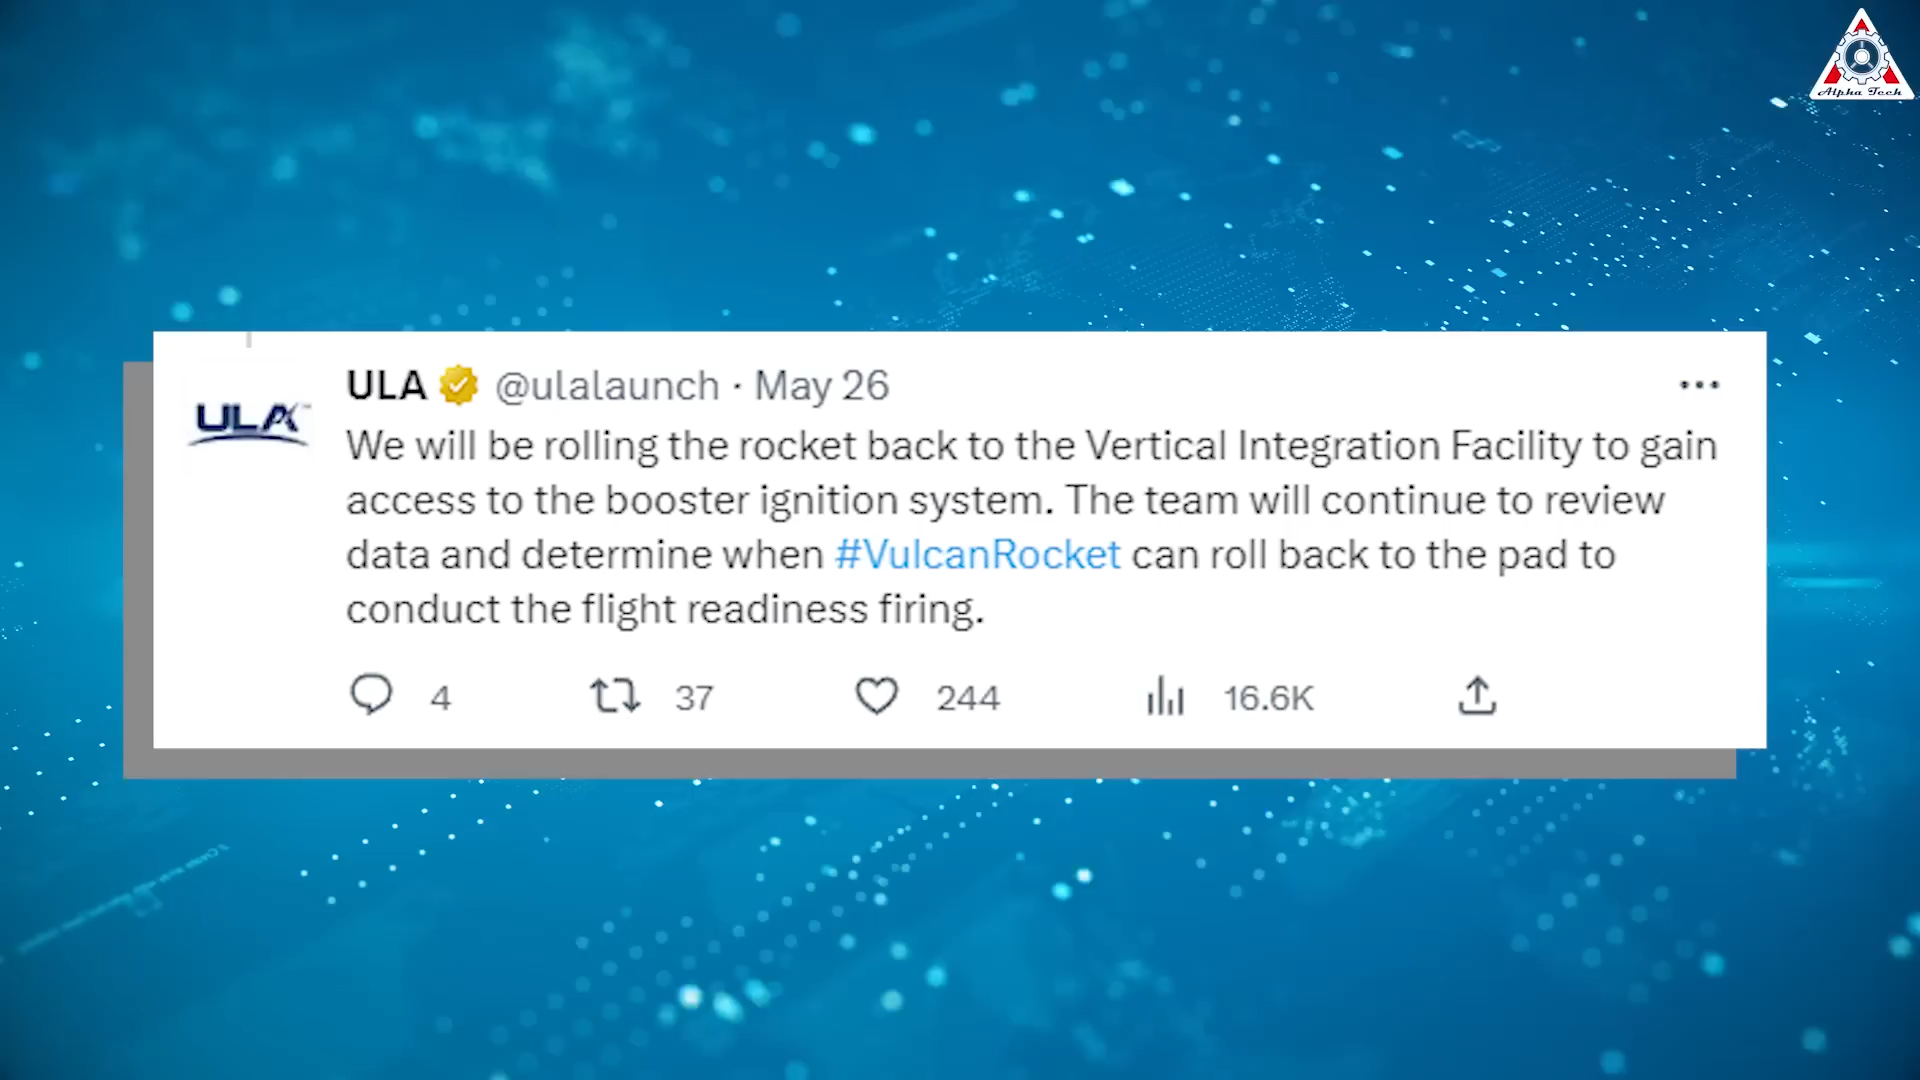 Alpha Tech
ULA @ulalaunch · May 26
ULA
We will be rolling the rocket back to the Vertical Integration Facility to gain
access to the booster ignition system. The team will continue to review
data and determine when #VulcanRocket can roll back to the pad to
conduct the flight readiness firing.
4 37 244 16.6K